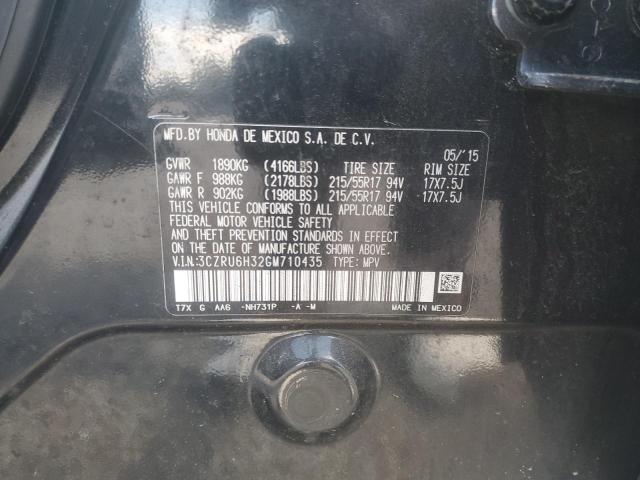 MFD.BY HONDA DE MEXICO S.A. DE C.V.
05/'15
GVWR 1890KG (4166LBS) TIRE SIZE RIM SIZE
GAWR F 988KG (2178LBS) 215/55R17 94V 17X7.5J
GAWR R 902KG (1988LBS) 215/55R17 94V 17X7.5J
THIS VEHICLE CONFORMS TO ALL APPLICABLE
FEDERAL MOTOR VEHICLE SAFETY
AND THEFT PREVENTION STANDARDS IN EFFECT
ON THE DATE OF MANUFACTURE SHOWN ABOVE.
V.I.N.:3CZRU6H32GM710435 TYPE: MPV
T7X G AA6 -NH731P -A -M MADE IN MEXICO